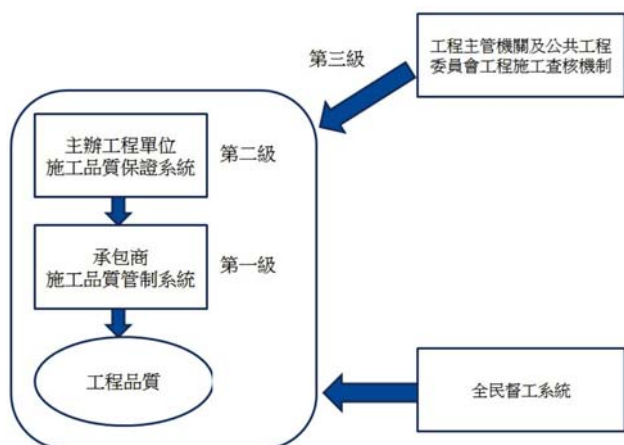 工程主管機關及公共工程
委員會工程施工查核機制
第三級
主辦工程單位
施工品質保證系統
第二級
承包商
施工品質管制系統
第一級
工程品質
全民督工系統